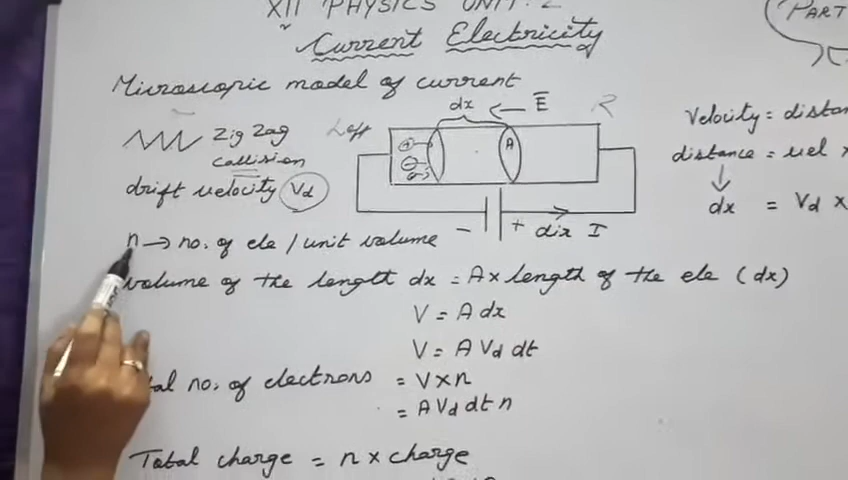 XII PHYSICS UNIT-2
PART
Current Electricity
Microscopic model of current
dx
E
R
Left
A
Zig Zag
collision
drift velocity Vd
- + dix I
n → no. of ele / unit volume
Velocity = distan
distance = vel x
dx = Vd x
volume of the length dx = A x length of the ele (dx)
V = A dx
V = A Vd dt
tal no. of electrons = V x n
= A Vd dt n
Total charge = n x charge